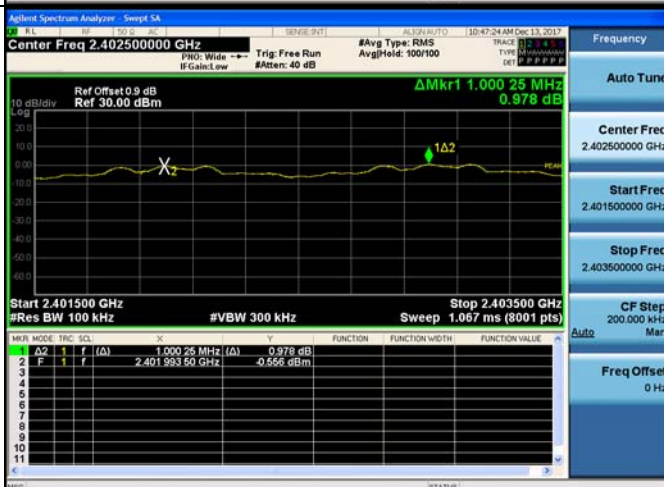 Agilent Spectrum Analyzer - Swept SA
RL RF 50 Ω AC SENSE:INT ALIGN AUTO 10:47:24 AM Dec 13, 2017
Center Freq 2.402500000 GHz #Avg Type: RMS TRACE 1 2 3 4 5 6
PNO: Wide Trig: Free Run Avg|Hold: 100/100 TYPE
IFGain:Low #Atten: 40 dB DET P P P P P P
ΔMkr1 1.000 25 MHz
0.978 dB
Ref Offset 0.9 dB
10 dB/div Ref 30.00 dBm
Log
20.0
10.0
0.00
-10.0
-20.0
-30.0
-40.0
-50.0
-60.0
X2
1Δ2
PEAK
Start 2.401500 GHz Stop 2.403500 GHz
#Res BW 100 kHz #VBW 300 kHz Sweep 1.067 ms (8001 pts)
MKR MODE TRC SCL X Y FUNCTION FUNCTION WIDTH FUNCTION VALUE
1 Δ2 1 f (Δ) 1.000 25 MHz (Δ) 0.978 dB
2 F 1 f 2.401 993 50 GHz -0.556 dBm
3
4
5
6
7
8
9
10
11
MSG STATUS
Frequency
Auto Tune
Center Freq
2.402500000 GHz
Start Freq
2.401500000 GHz
Stop Freq
2.403500000 GHz
CF Step
200.000 kHz
Auto Man
Freq Offset
0 Hz